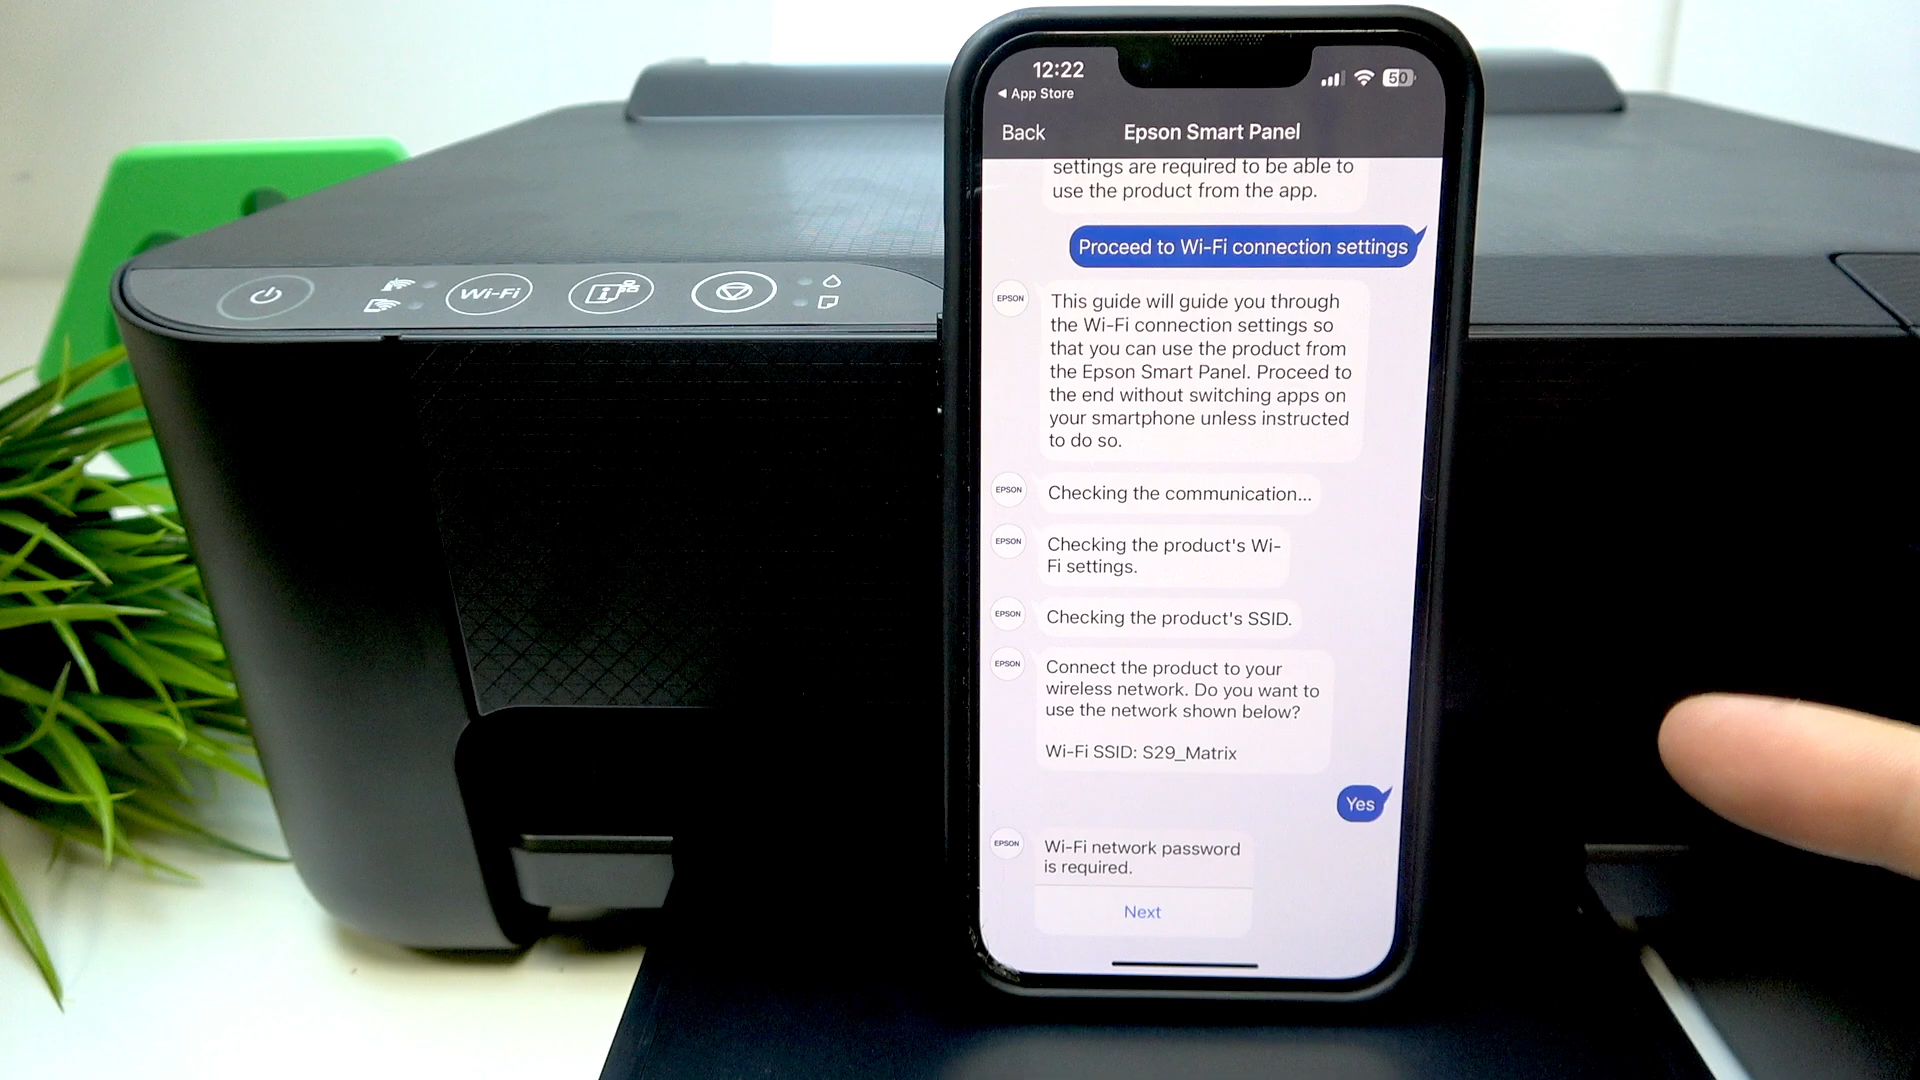 12:22
50
◀ App Store
Back
Epson Smart Panel
settings are required to be able to
use the product from the app.
Proceed to Wi-Fi connection settings
EPSON
This guide will guide you through
the Wi-Fi connection settings so
that you can use the product from
the Epson Smart Panel. Proceed to
the end without switching apps on
your smartphone unless instructed
to do so.
EPSON
Checking the communication...
EPSON
Checking the product's Wi-
Fi settings.
EPSON
Checking the product's SSID.
EPSON
Connect the product to your
wireless network. Do you want to
use the network shown below?
Wi-Fi SSID: S29_Matrix
Yes
EPSON
Wi-Fi network password
is required.
Next
Wi-Fi